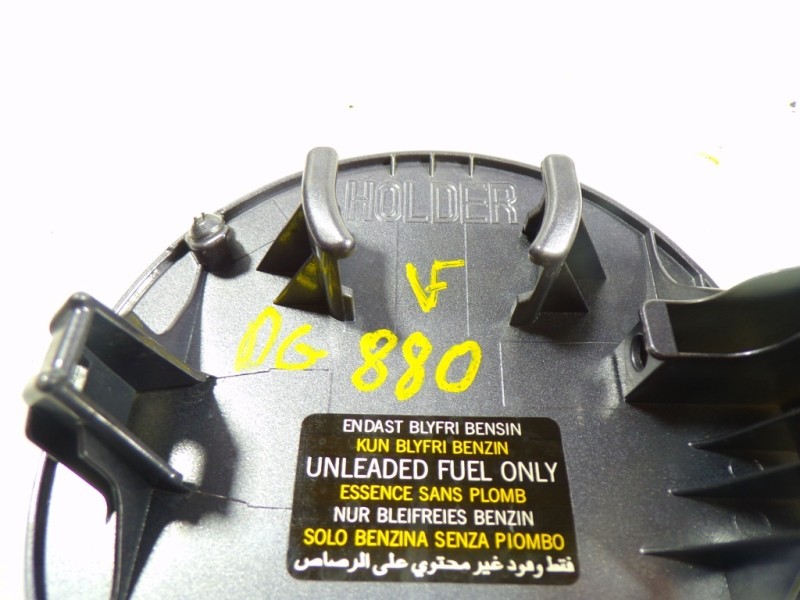 HOLDER
VF
DG 880
ENDAST BLYFRI BENSIN
KUN BLYFRI BENZIN
UNLEADED FUEL ONLY
ESSENCE SANS PLOMB
NUR BLEIFREIES BENZIN
SOLO BENZINA SENZA PIOMBO
فقط وقود غير محتوي على الرصاص